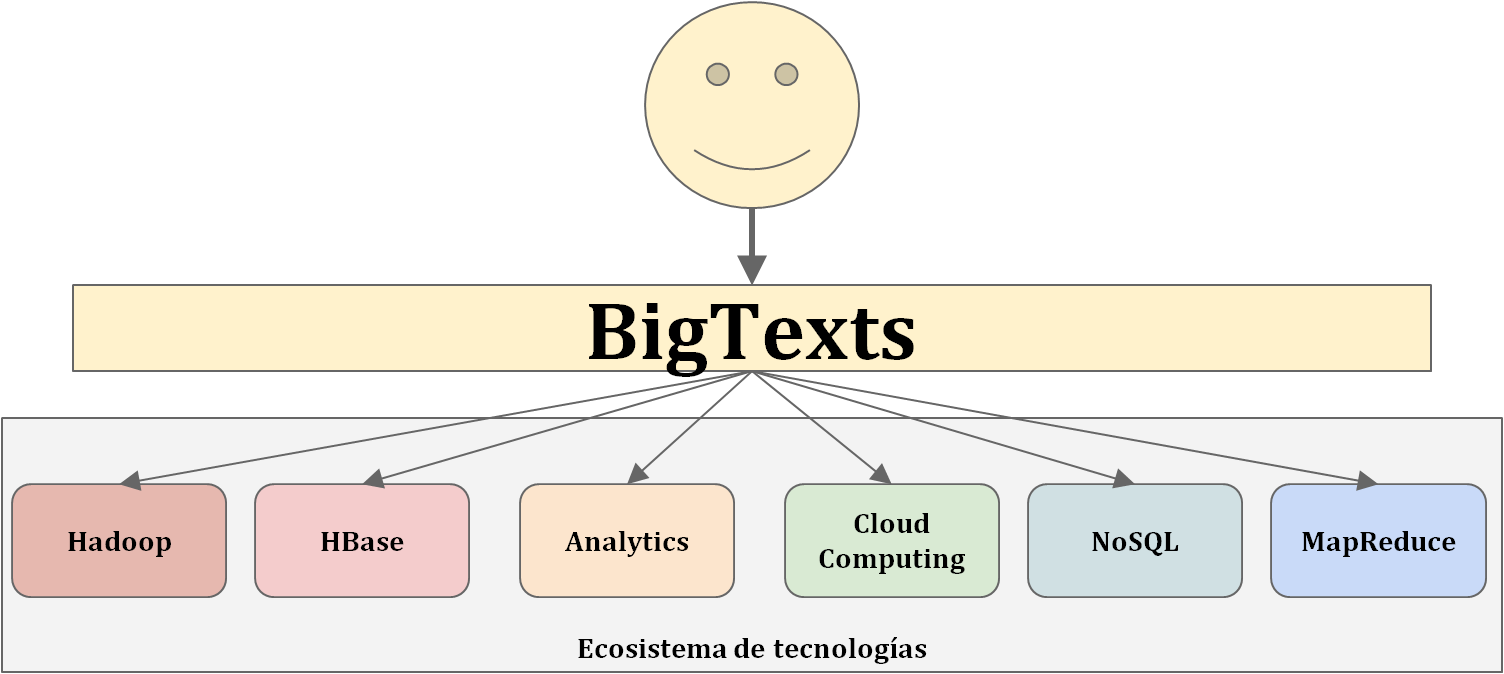 BigTexts
Hadoop
HBase
Analytics
Cloud
Computing
NoSQL
MapReduce
Ecosistema de tecnologías